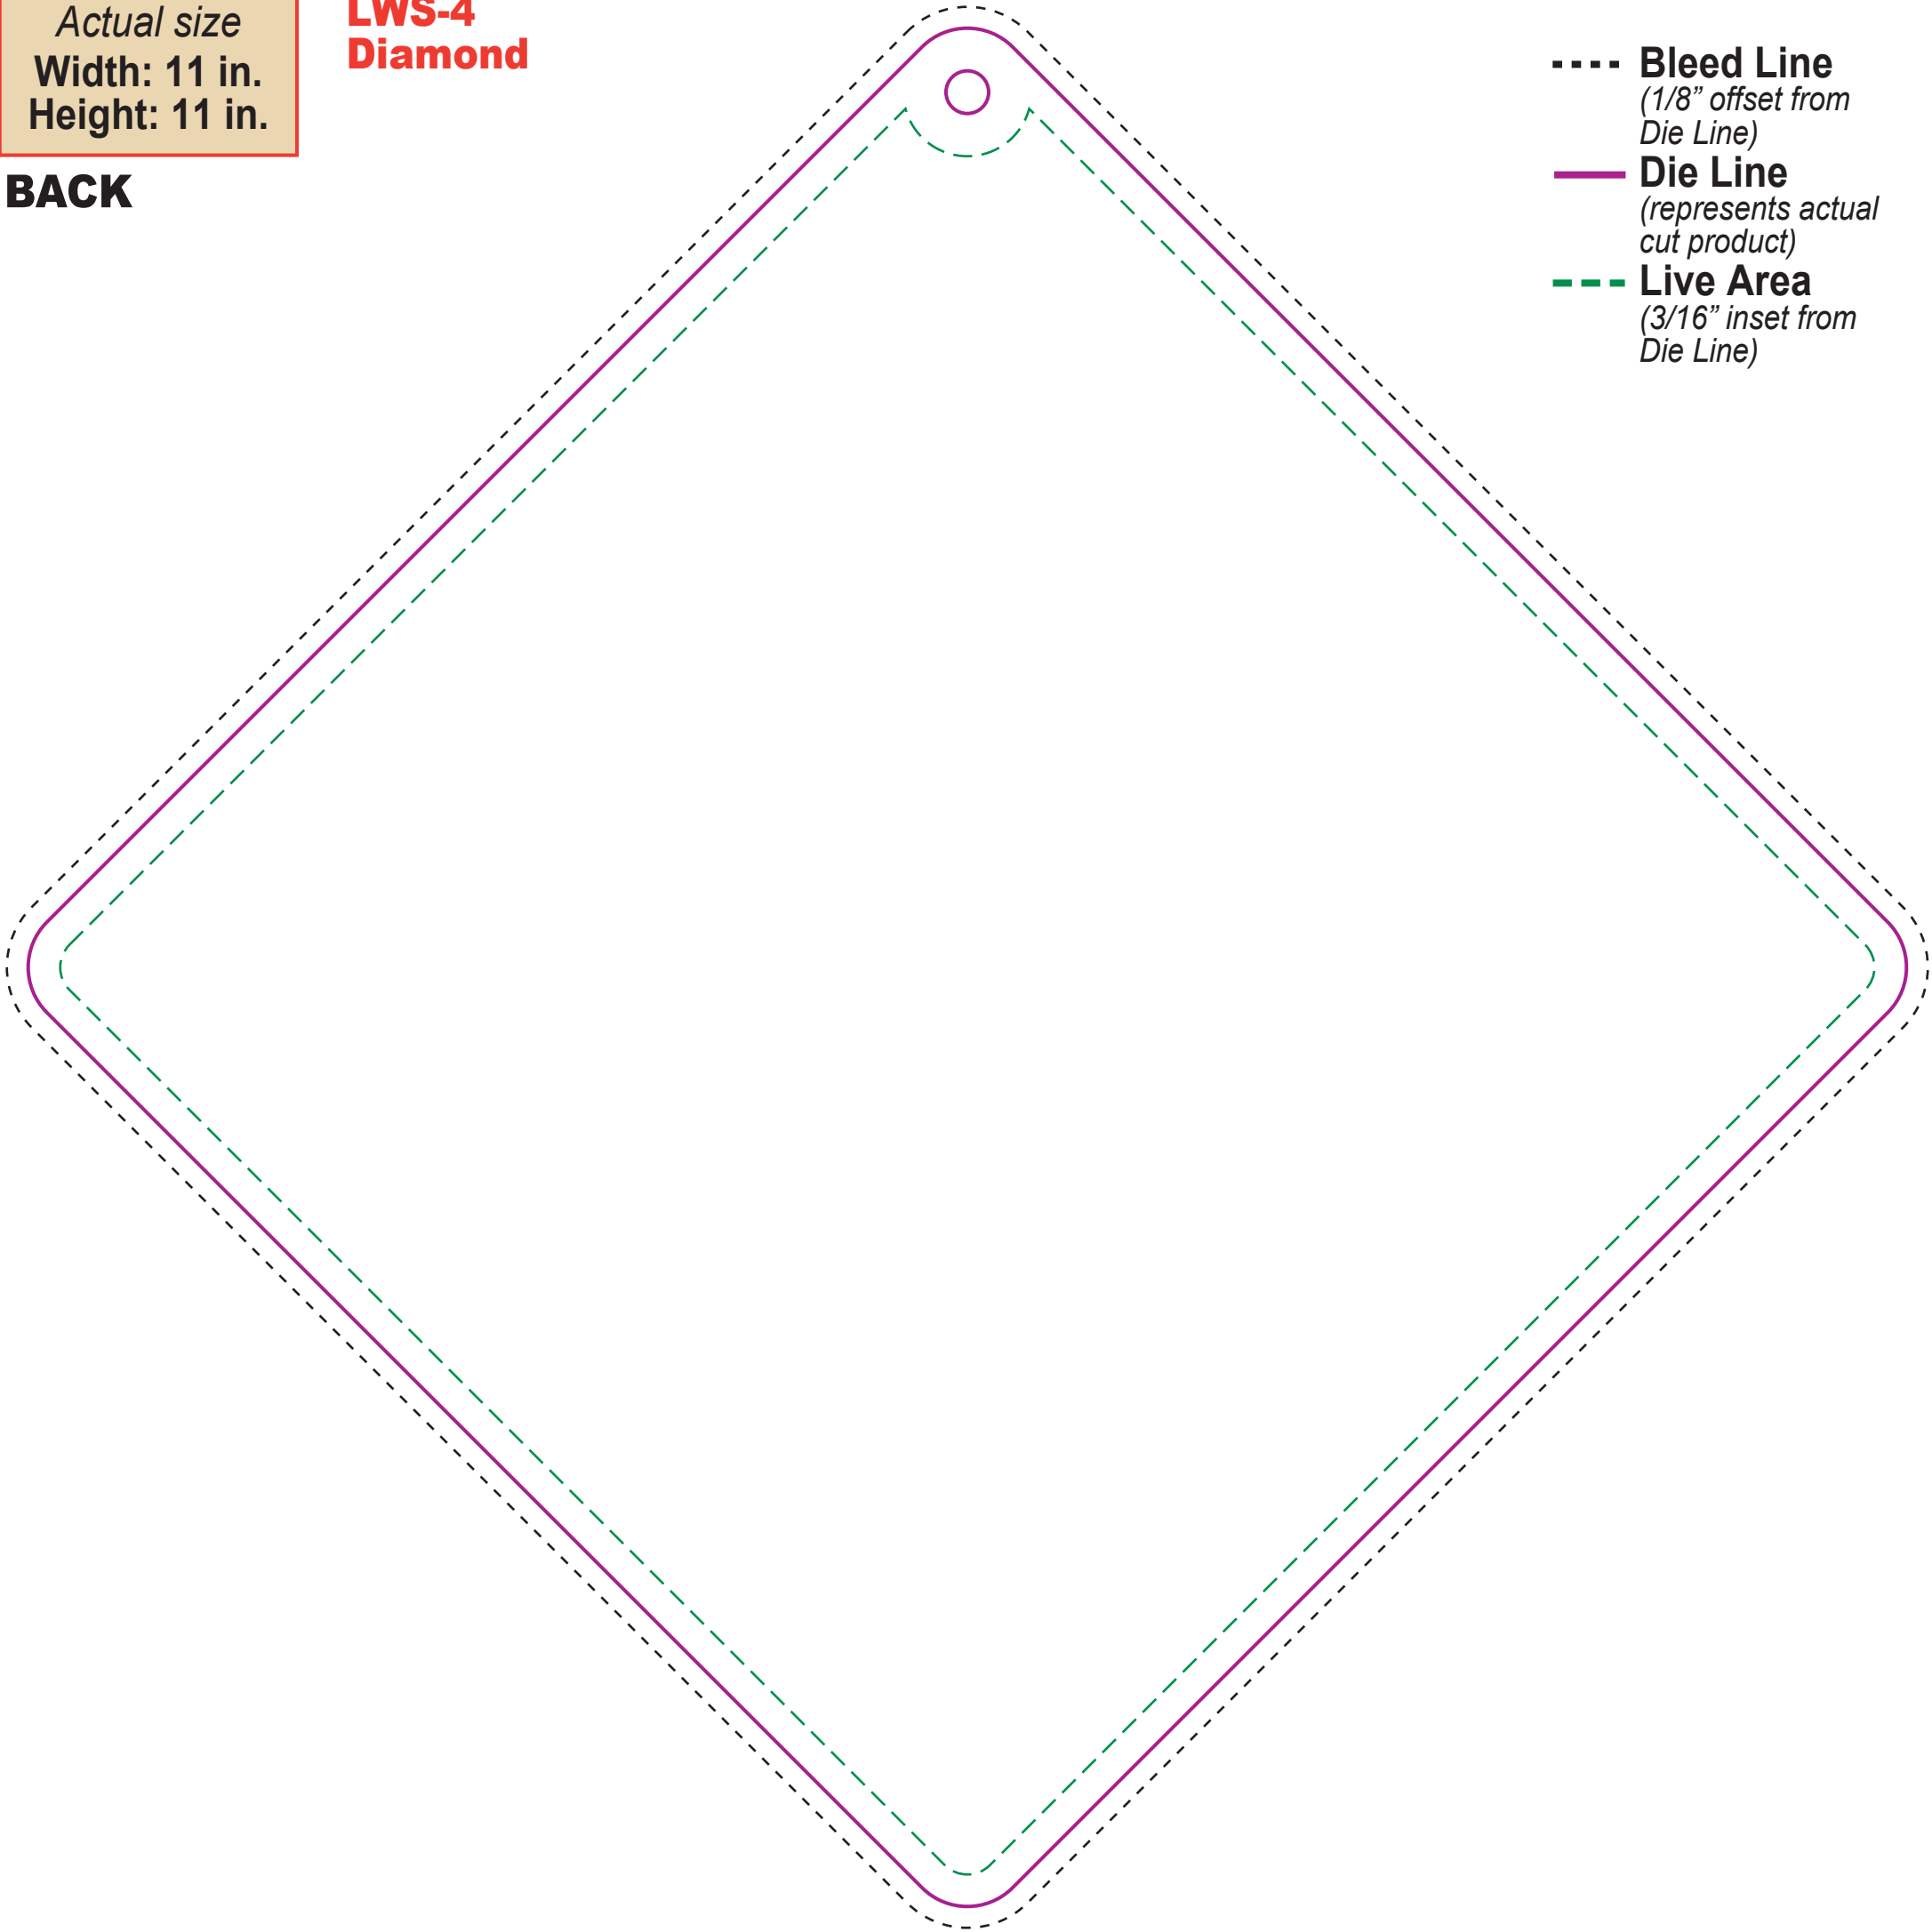 Actual size
Width: 11 in.
Height: 11 in.
BACK
LWS-4
Diamond
Bleed Line
(1/8” offset from
Die Line)
Die Line
(represents actual
cut product)
Live Area
(3/16” inset from
Die Line)